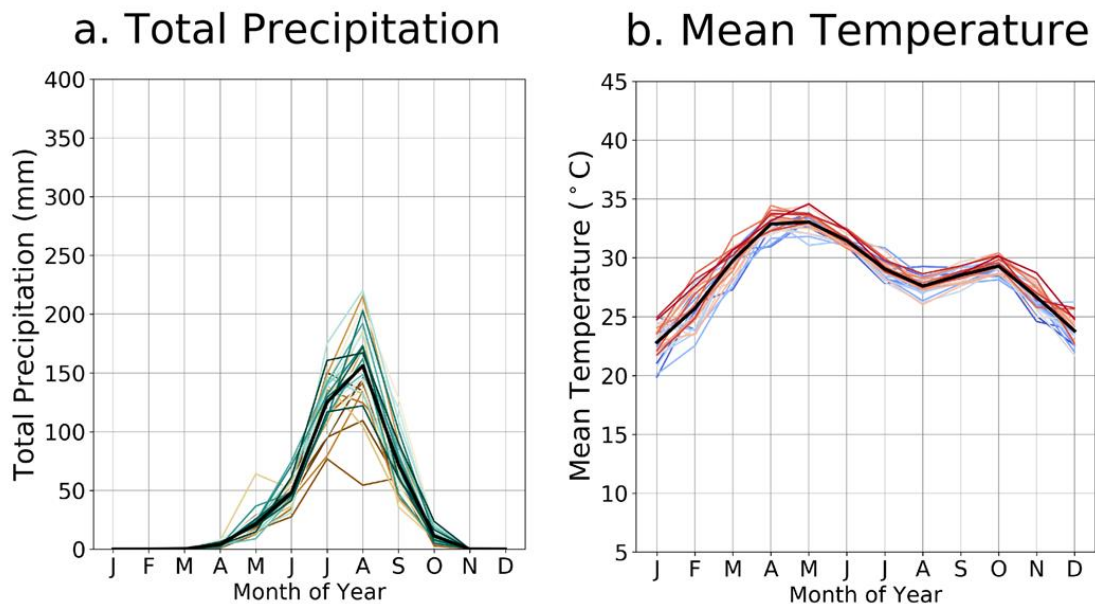 a. Total Precipitation
Total Precipitation (mm)
400
350
300
250
200
150
100
50
0
J F M A M J J A S O N D
Month of Year
b. Mean Temperature
Mean Temperature (°C)
45
40
35
30
25
20
15
10
5
J F M A M J J A S O N D
Month of Year